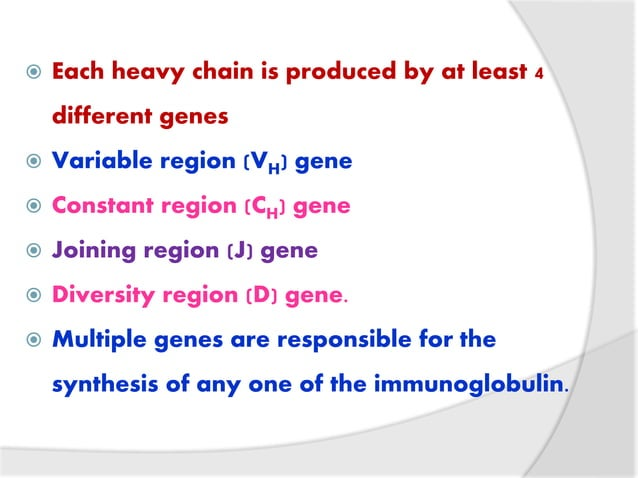 Each heavy chain is produced by at least 4
different genes
Variable region (VH) gene
Constant region (CH) gene
Joining region (J) gene
Diversity region (D) gene.
Multiple genes are responsible for the
synthesis of any one of the immunoglobulin.